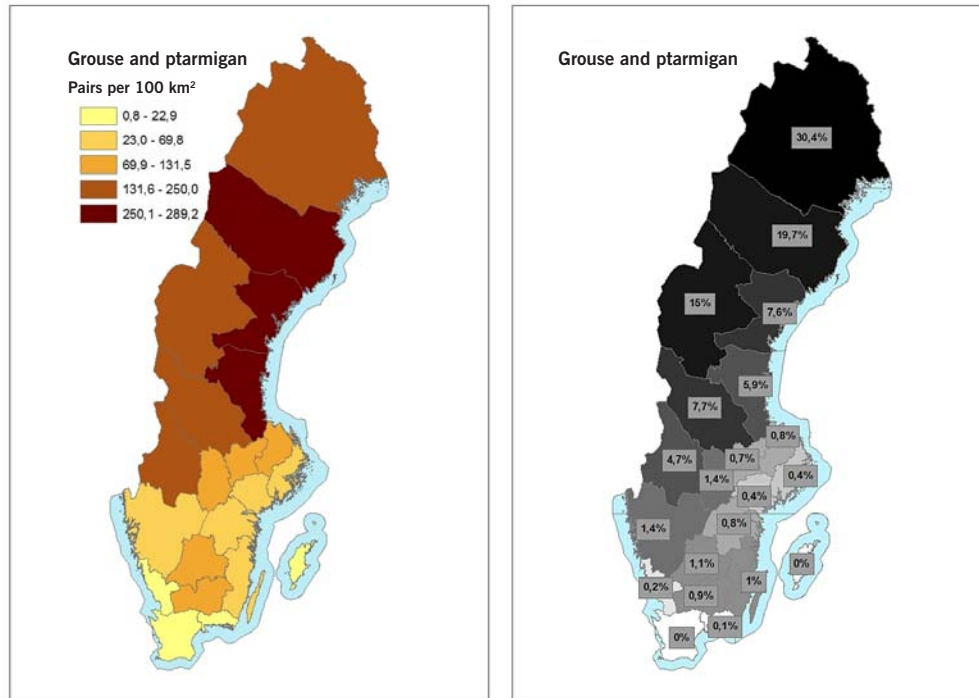 Grouse and ptarmigan
Pairs per 100 km²
0,8 - 22,9
23,0 - 69,8
69,9 - 131,5
131,6 - 250,0
250,1 - 289,2
Grouse and ptarmigan
30,4%
19,7%
15%
7,6%
5,9%
7,7%
0,8%
4,7%
0,7%
1,4%
0,4%
0,4%
1,4%
0,8%
1,1%
0%
0,2%
0,9%
1%
0,1%
0%